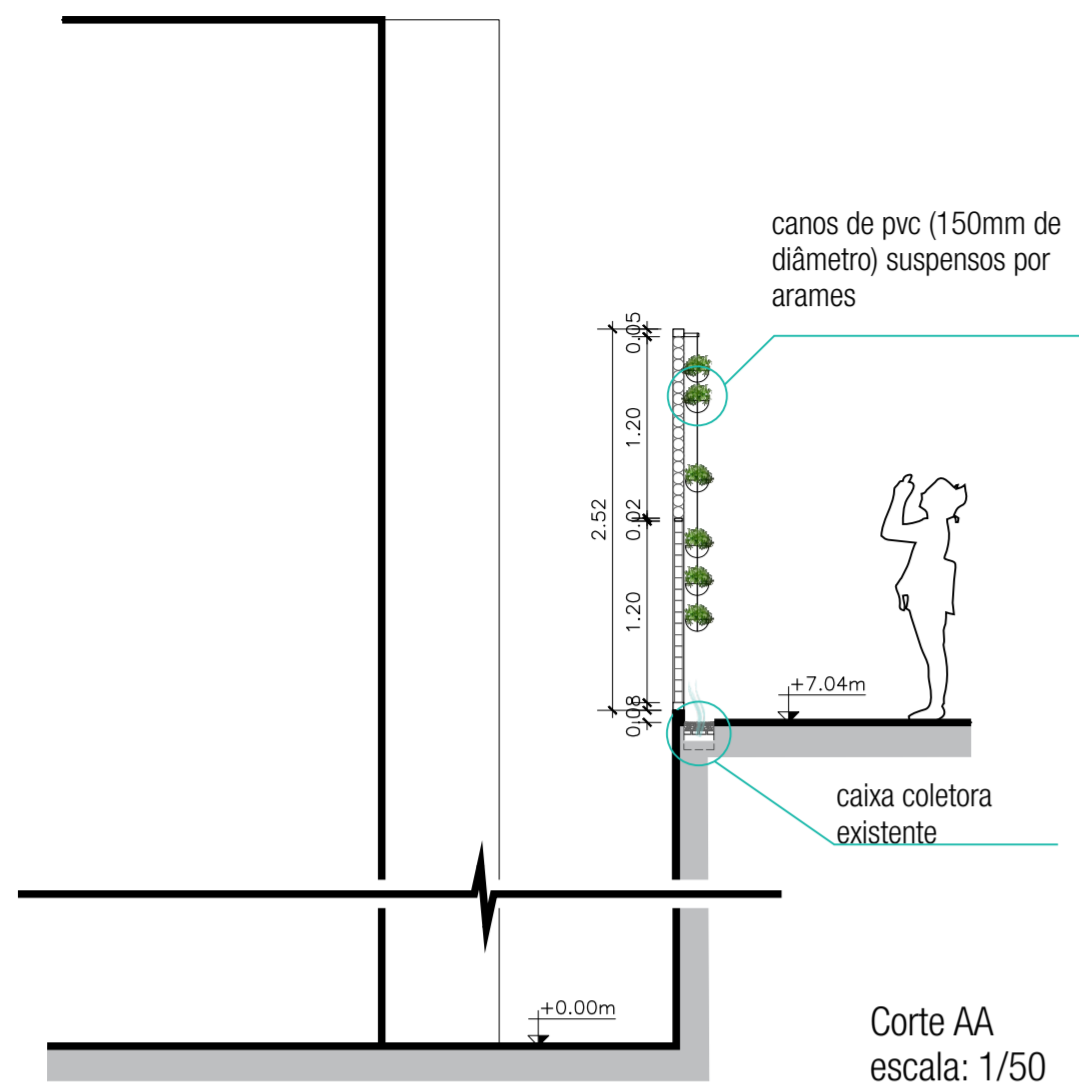 canos de pvc (150mm de
diâmetro) suspensos por
arames
0.05
1.20
2.52
0.02
1.20
0.08
+7.04m
caixa coletora
existente
+0.00m
Corte AA
escala: 1/50